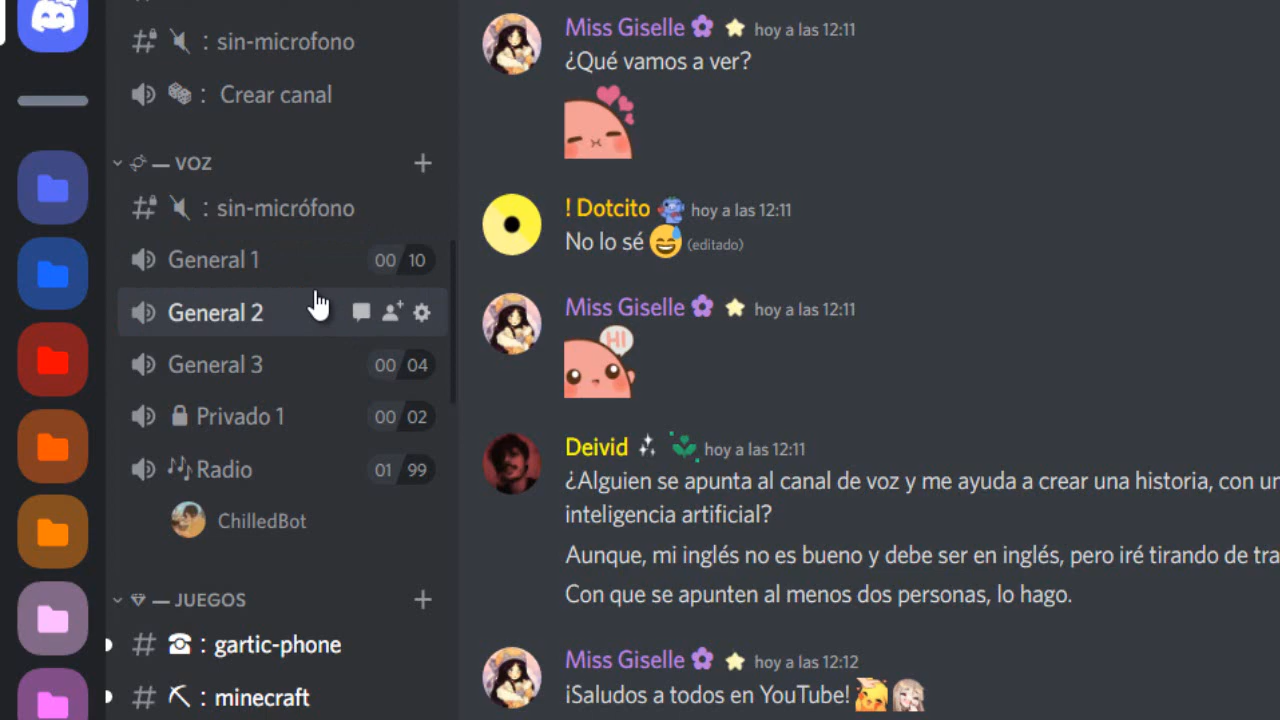 : sin-microfono
: Crear canal
— VOZ
: sin-micrófono
General 1
00 10
General 2
General 3
00 04
Privado 1
00 02
Radio
01 99
ChilledBot
— JUEGOS
# : gartic-phone
# : minecraft
Miss Giselle hoy a las 12:11
¿Qué vamos a ver?
! Dotcito hoy a las 12:11
No lo sé (editado)
Miss Giselle hoy a las 12:11
HI
Deivid hoy a las 12:11
¿Alguien se apunta al canal de voz y me ayuda a crear una historia, con
inteligencia artificial?
Aunque, mi inglés no es bueno y debe ser en inglés, pero iré tirando de
Con que se apunten al menos dos personas, lo hago.
Miss Giselle hoy a las 12:12
¡Saludos a todos en YouTube!